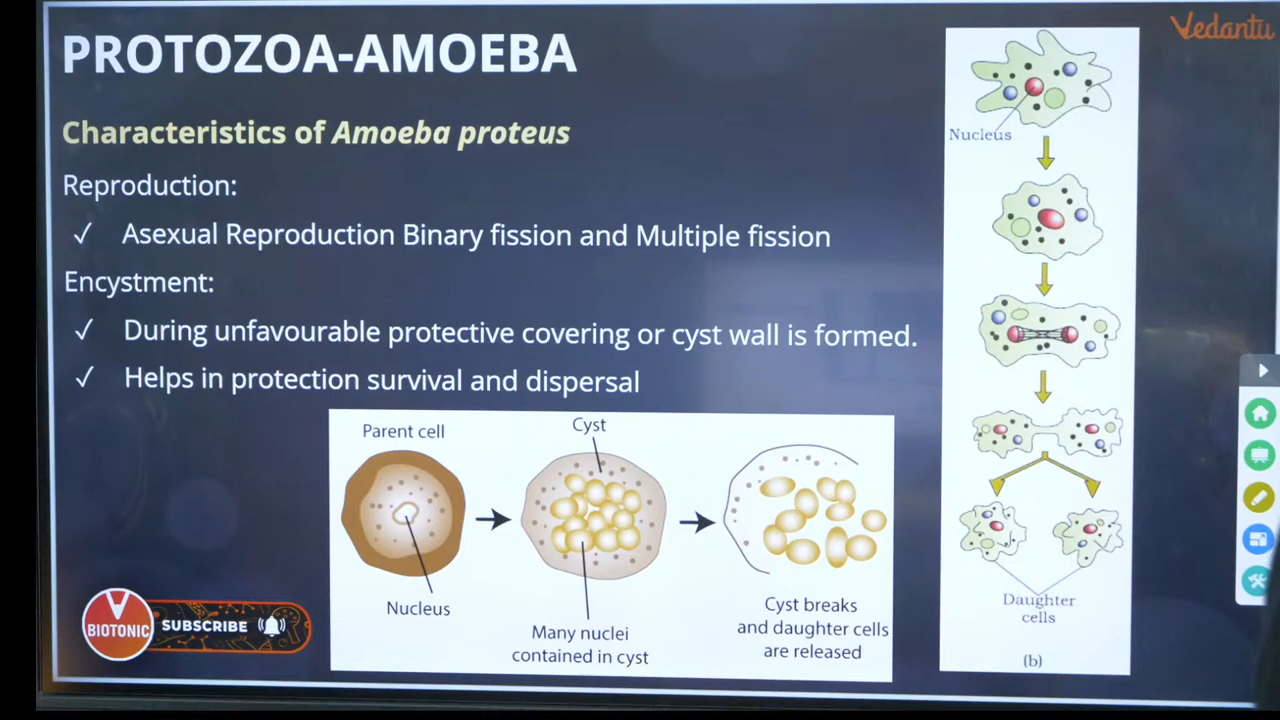 Vedantu
PROTOZOA-AMOEBA
Characteristics of Amoeba proteus
Reproduction:
✓ Asexual Reproduction Binary fission and Multiple fission
Encystment:
✓ During unfavourable protective covering or cyst wall is formed.
✓ Helps in protection survival and dispersal
Parent cell
Cyst
Nucleus
Many nuclei
contained in cyst
Cyst breaks
and daughter cells
are released
Nucleus
Daughter
cells
(b)
V
BIOTONIC
SUBSCRIBE